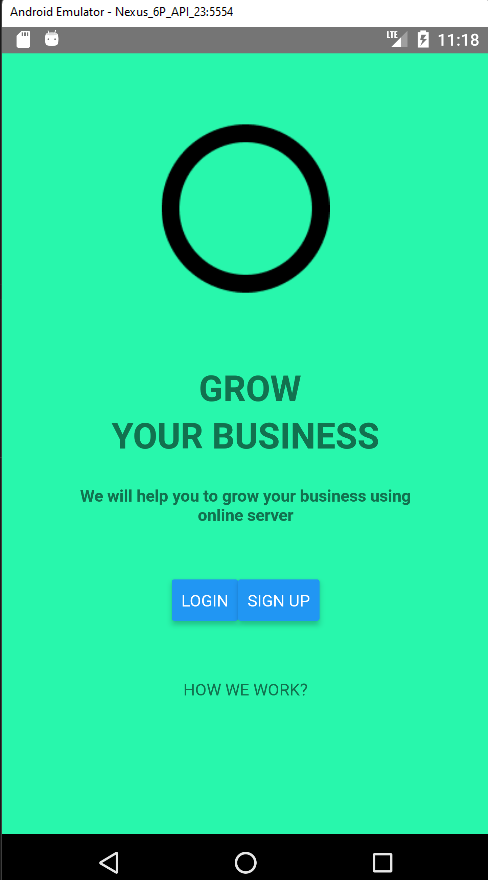 Android Emulator - Nexus_6P_API_23:5554
LTE 11:18
GROW
YOUR BUSINESS
We will help you to grow your business using
online server
LOGIN SIGN UP
HOW WE WORK?